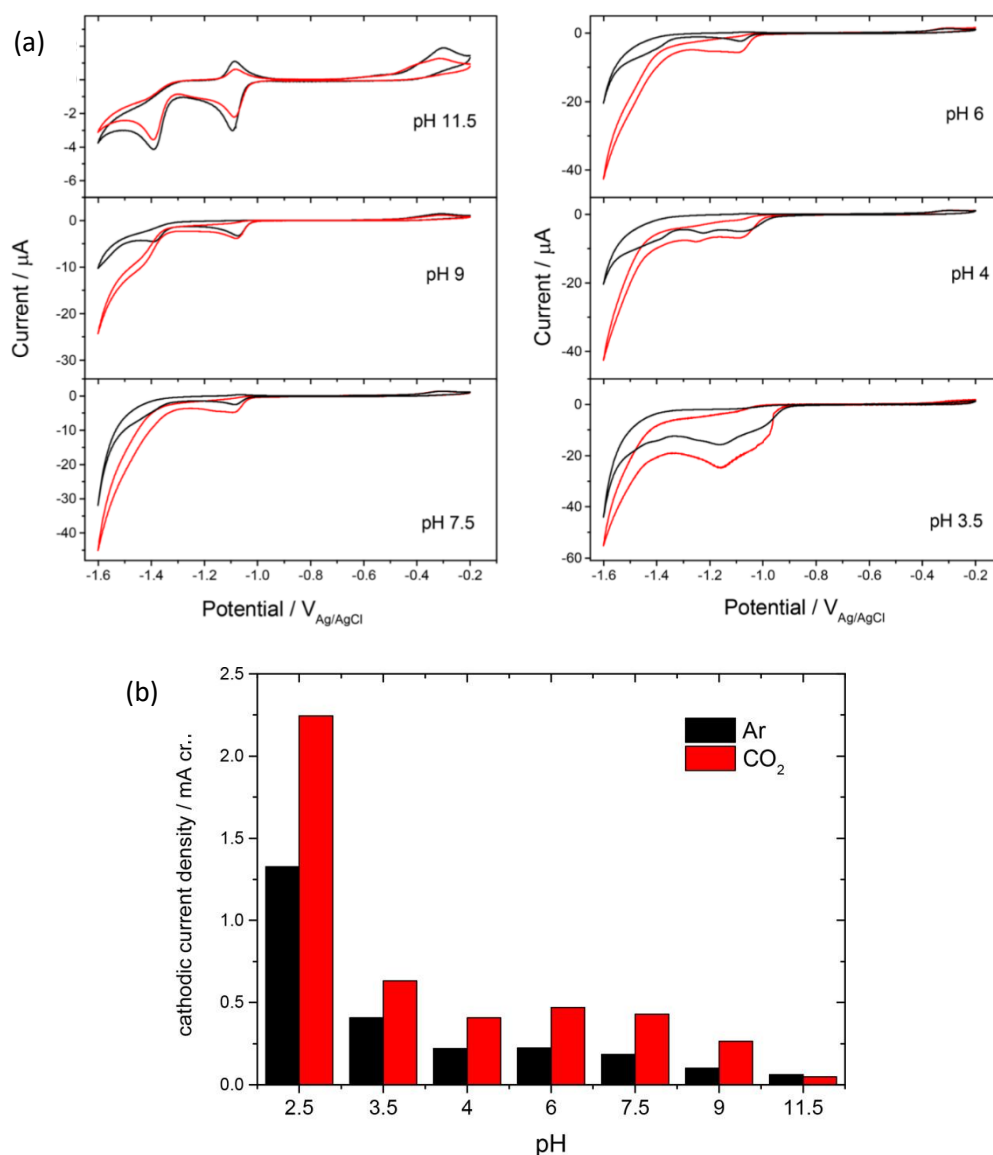 (a)
2
-2
-4
-6
pH 11.5
0
-10
-20
-30
pH 9
0
-10
-20
-30
-40
pH 7.5
-1.6 -1.4 -1.2 -1.0 -0.8 -0.6 -0.4 -0.2
Current / µA
Potential / V Ag/AgCl
0
-20
-40
pH 6
0
-20
-40
-60
pH 4
0
-20
-40
-60
pH 3.5
-1.6 -1.4 -1.2 -1.0 -0.8 -0.6 -0.4 -0.2
Current / µA
Potential / V Ag/AgCl
(b)
2.5
2.0
1.5
1.0
0.5
0.0
cathodic current density / mA cr..
Ar
CO₂
2.5 3.5 4 6 7.5 9 11.5
pH